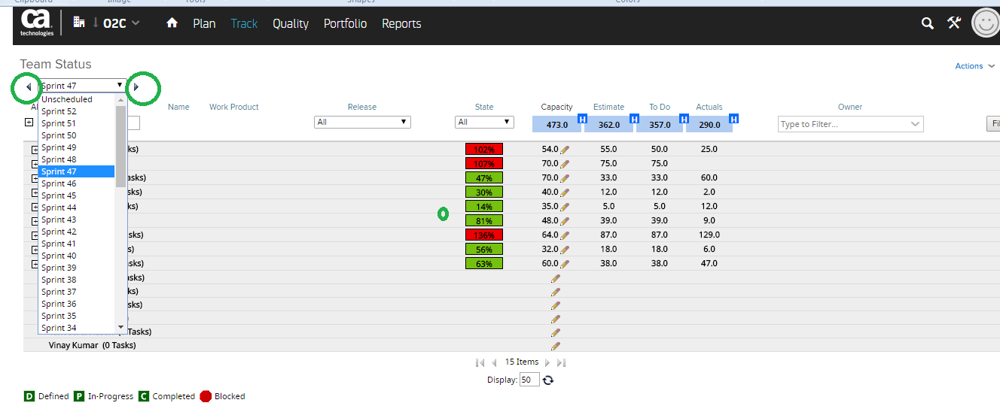 Clipboard Image Tools Shapes Colors
ca technologies O2C Plan Track Quality Portfolio Reports
Team Status
Actions
Sprint 47
Name Work Product Release State Capacity Estimate To Do Actuals Owner
All All 473.0 H 362.0 H 357.0 H 290.0 H Type to Filter...
Unscheduled
Sprint 52
Sprint 51
Sprint 50
Sprint 49
Sprint 48
Sprint 47
Sprint 46
Sprint 45
Sprint 44
Sprint 43
Sprint 42
Sprint 41
Sprint 40
Sprint 39
Sprint 38
Sprint 37
Sprint 36
Sprint 35
Sprint 34
ks) 102% 54.0 55.0 50.0 25.0
107% 70.0 75.0 75.0
Tasks) 47% 70.0 33.0 33.0 60.0
sks) 30% 40.0 12.0 12.0 2.0
ks) 14% 35.0 5.0 5.0 12.0
81% 48.0 39.0 39.0 9.0
sks) 136% 64.0 87.0 87.0 129.0
s) 56% 32.0 18.0 18.0 6.0
asks) 63% 60.0 38.0 38.0 47.0
asks)
ks)
sks)
)
Tasks)
Vinay Kumar (0 Tasks)
15 Items
Display: 50
D Defined P In-Progress C Completed Blocked